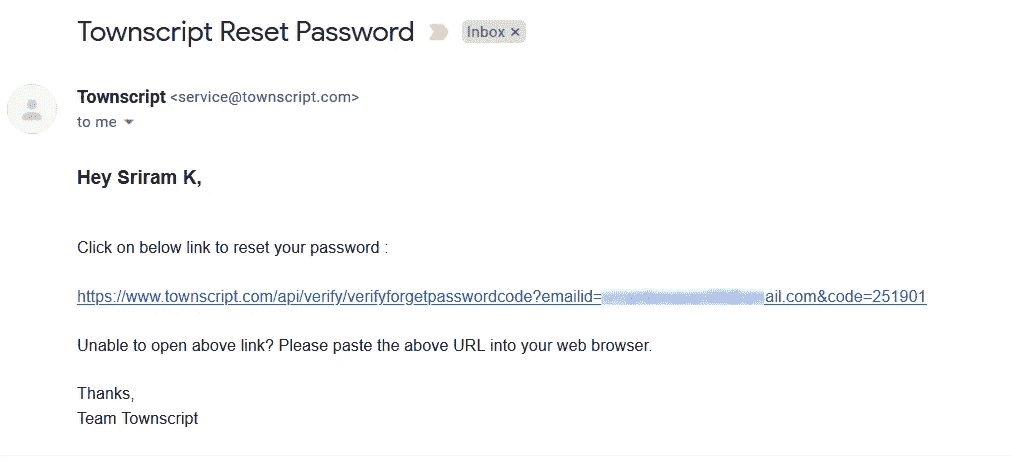 Townscript Reset Password
Inbox ×
Townscript <service@townscript.com>
to me
Hey Sriram K,
Click on below link to reset your password :
https://www.townscript.com/api/verify/verifyforgetpasswordcode?emailid= ail.com&code=251901
Unable to open above link? Please paste the above URL into your web browser.
Thanks,
Team Townscript